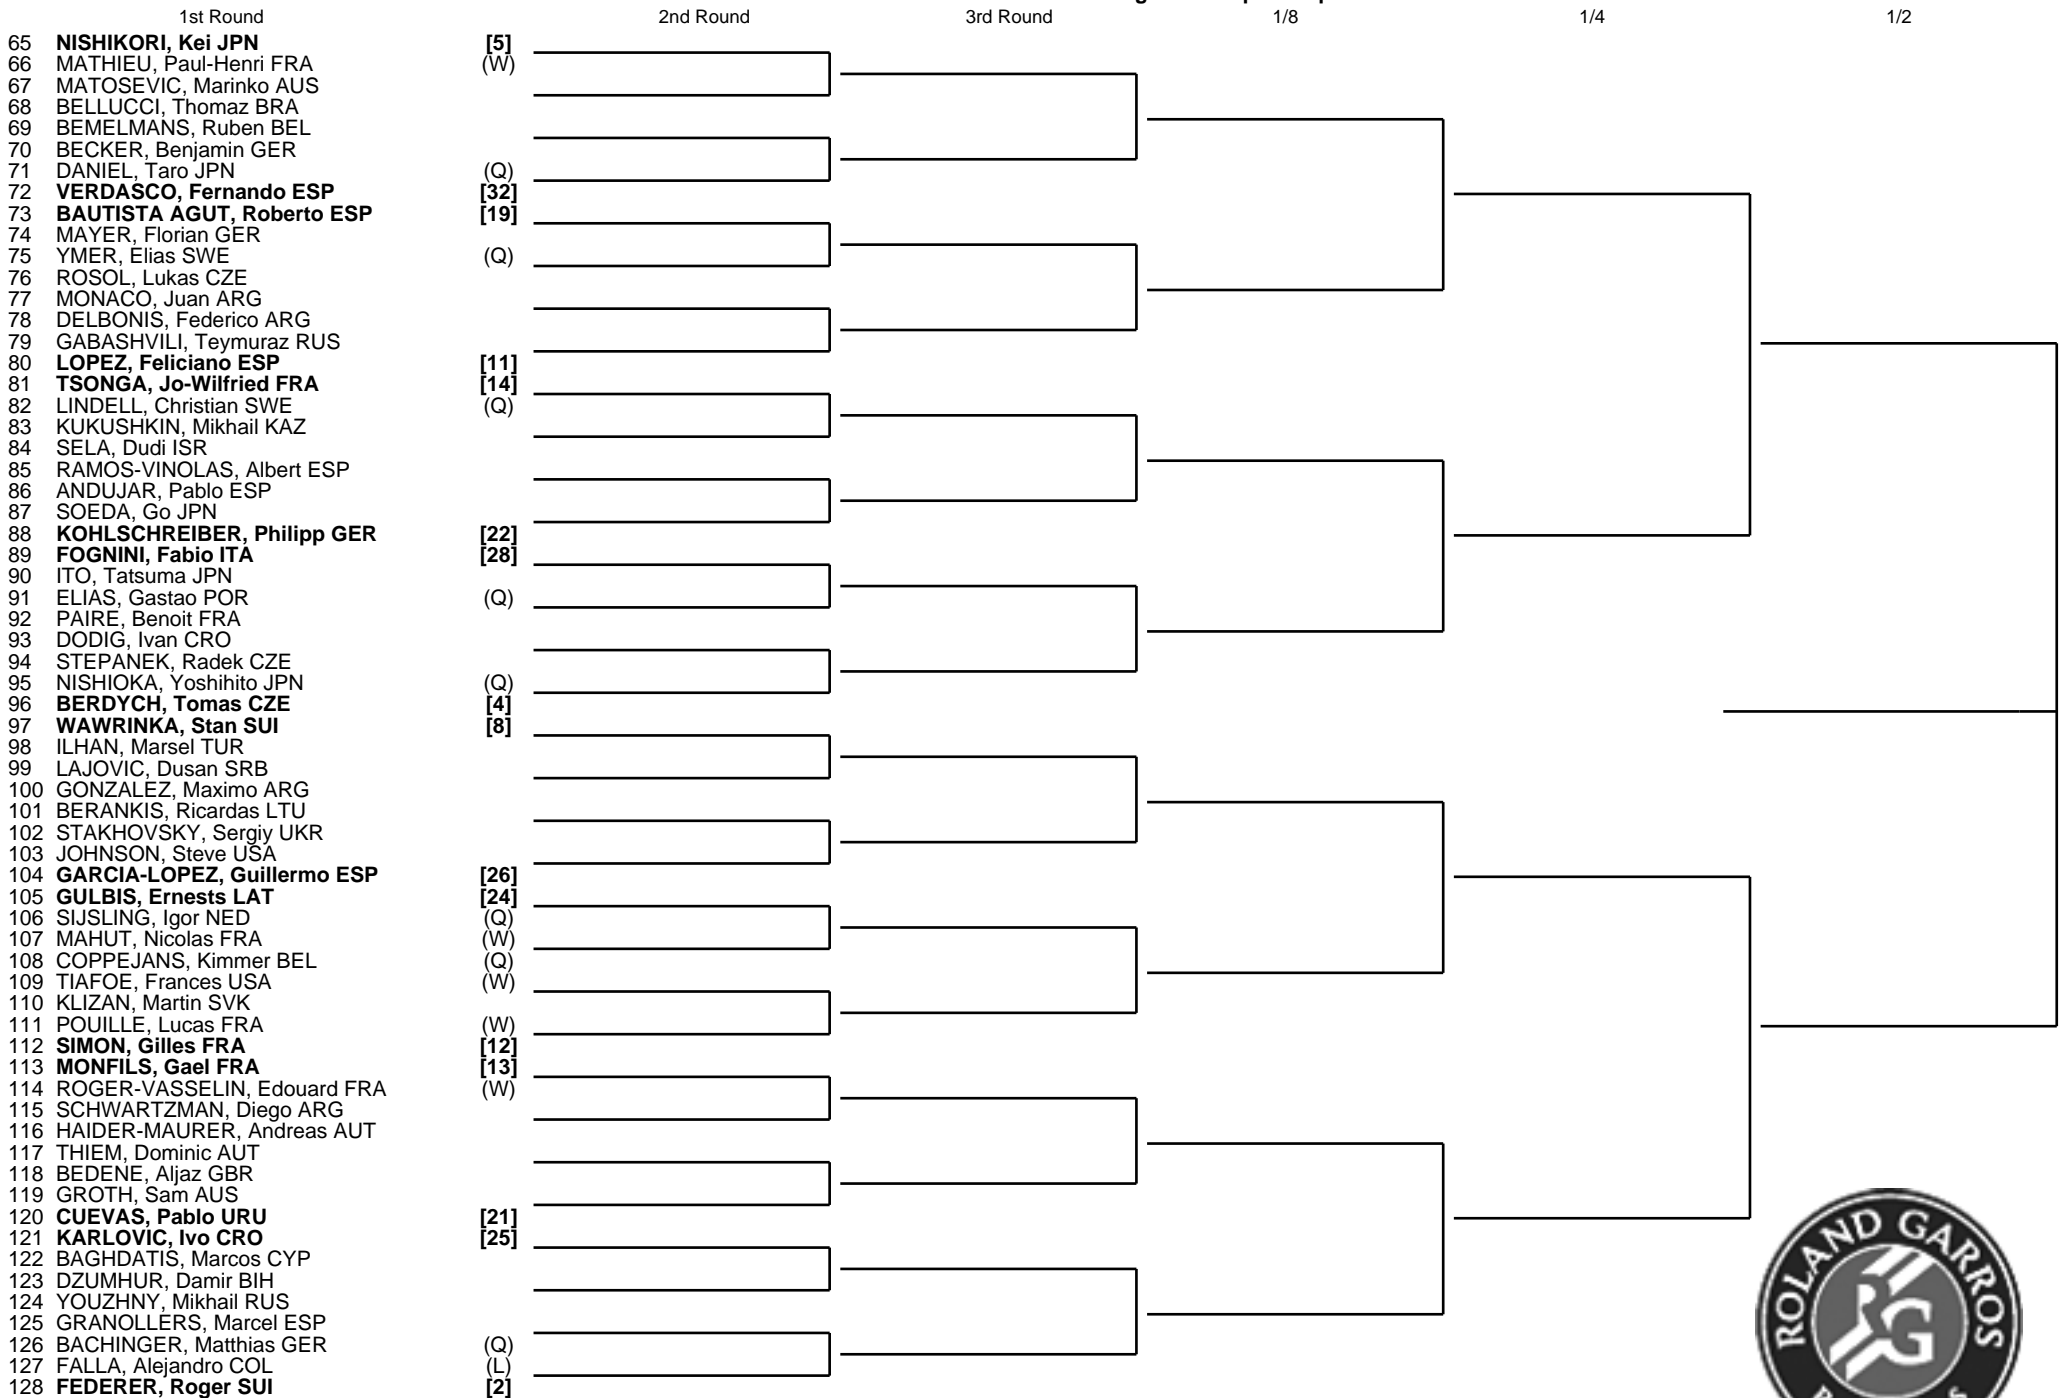 1st Round 2nd Round 3rd Round 1/8 1/4 1/2
65 NISHIKORI, Kei JPN [5]
66 MATHIEU, Paul-Henri FRA (W)
67 MATOSEVIC, Marinko AUS
68 BELLUCCI, Thomaz BRA
69 BEMELMANS, Ruben BEL
70 BECKER, Benjamin GER
71 DANIEL, Taro JPN (Q)
72 VERDASCO, Fernando ESP [32]
73 BAUTISTA AGUT, Roberto ESP [19]
74 MAYER, Florian GER
75 YMER, Elias SWE (Q)
76 ROSOL, Lukas CZE
77 MONACO, Juan ARG
78 DELBONIS, Federico ARG
79 GABASHVILI, Teymuraz RUS
80 LOPEZ, Feliciano ESP [11]
81 TSONGA, Jo-Wilfried FRA [14]
82 LINDELL, Christian SWE (Q)
83 KUKUSHKIN, Mikhail KAZ
84 SELA, Dudi ISR
85 RAMOS-VINOLAS, Albert ESP
86 ANDUJAR, Pablo ESP
87 SOEDA, Go JPN
88 KOHLSCHREIBER, Philipp GER [22]
89 FOGNINI, Fabio ITA [28]
90 ITO, Tatsuma JPN
91 ELIAS, Gastao POR (Q)
92 PAIRE, Benoit FRA
93 DODIG, Ivan CRO
94 STEPANEK, Radek CZE
95 NISHIOKA, Yoshihito JPN (Q)
96 BERDYCH, Tomas CZE [4]
97 WAWRINKA, Stan SUI [8]
98 ILHAN, Marsel TUR
99 LAJOVIC, Dusan SRB
100 GONZALEZ, Maximo ARG
101 BERANKIS, Ricardas LTU
102 STAKHOVSKY, Sergiy UKR
103 JOHNSON, Steve USA
104 GARCIA-LOPEZ, Guillermo ESP [26]
105 GULBIS, Ernests LAT [24]
106 SIJSLING, Igor NED (Q)
107 MAHUT, Nicolas FRA (W)
108 COPPEJANS, Kimmer BEL (Q)
109 TIAFOE, Frances USA (W)
110 KLIZAN, Martin SVK
111 POUILLE, Lucas FRA (W)
112 SIMON, Gilles FRA [12]
113 MONFILS, Gael FRA [13]
114 ROGER-VASSELIN, Edouard FRA (W)
115 SCHWARTZMAN, Diego ARG
116 HAIDER-MAURER, Andreas AUT
117 THIEM, Dominic AUT
118 BEDENE, Aljaz GBR
119 GROTH, Sam AUS
120 CUEVAS, Pablo URU [21]
121 KARLOVIC, Ivo CRO [25]
122 BAGHDATIS, Marcos CYP
123 DZUMHUR, Damir BIH
124 YOUZHNY, Mikhail RUS
125 GRANOLLERS, Marcel ESP
126 BACHINGER, Matthias GER (Q)
127 FALLA, Alejandro COL (L)
128 FEDERER, Roger SUI [2]
ROLAND GARROS
RG